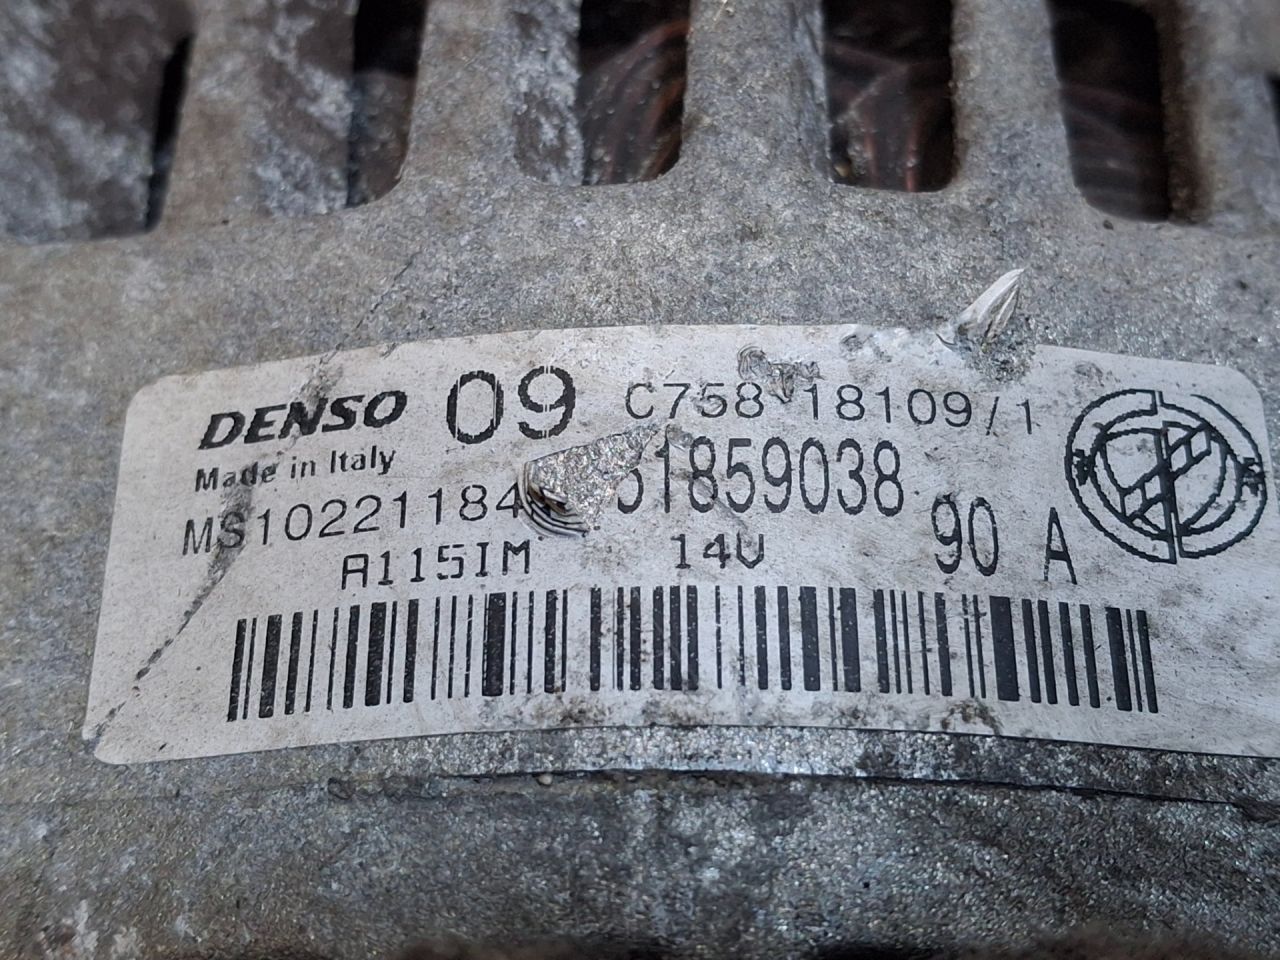 DENSO 09 C758 18109/1
Made in Italy
MS10221184 51859038
A115IM 14V 90 A